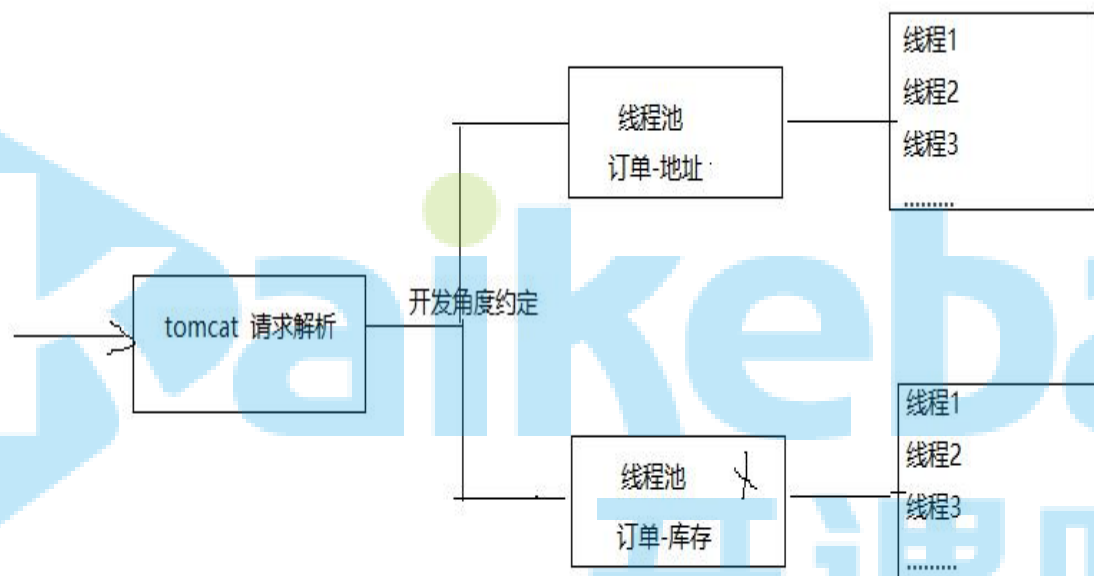 tomcat 请求解析
开发角度约定
线程池
订单-地址
线程1
线程2
线程3
.........
线程池
订单-库存
线程1
线程2
线程3
.........
aikeba